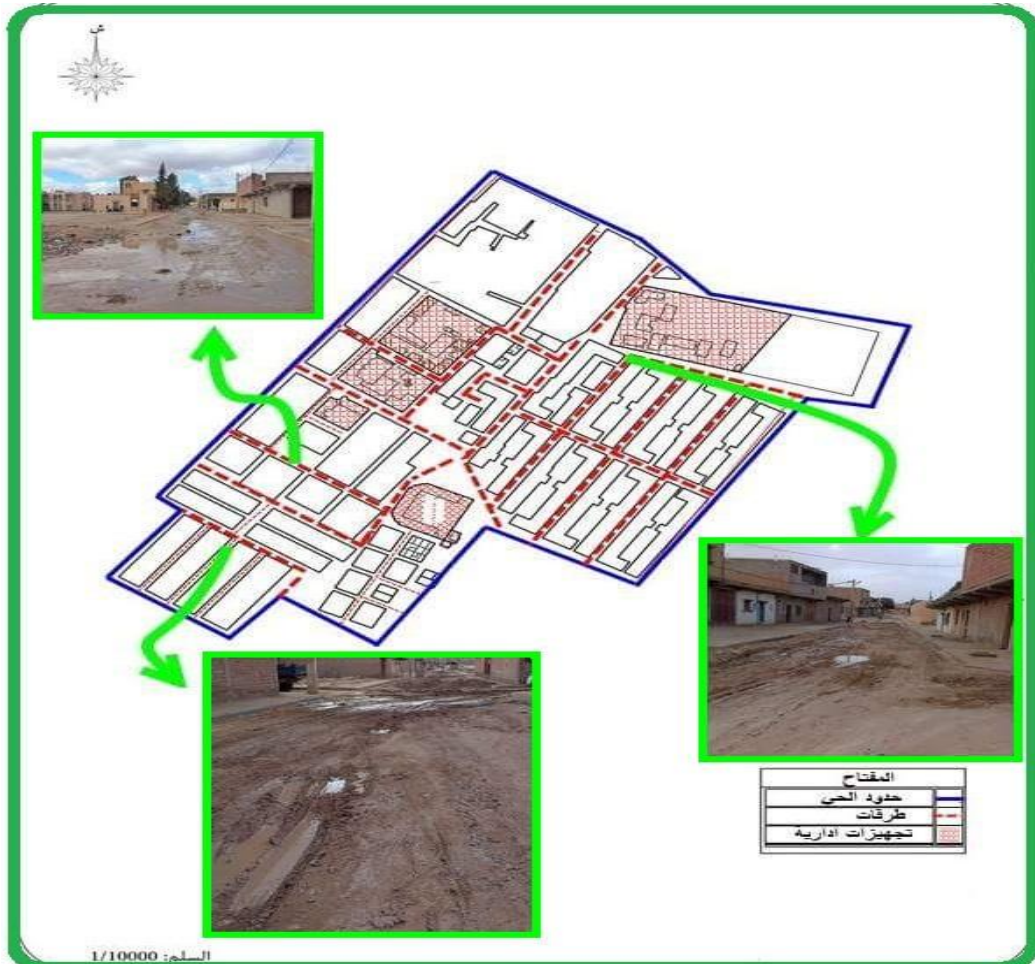 ش
المفتاح
حدود الحي
طرقات
تجهيزات ادارية
السلم: 1/10000